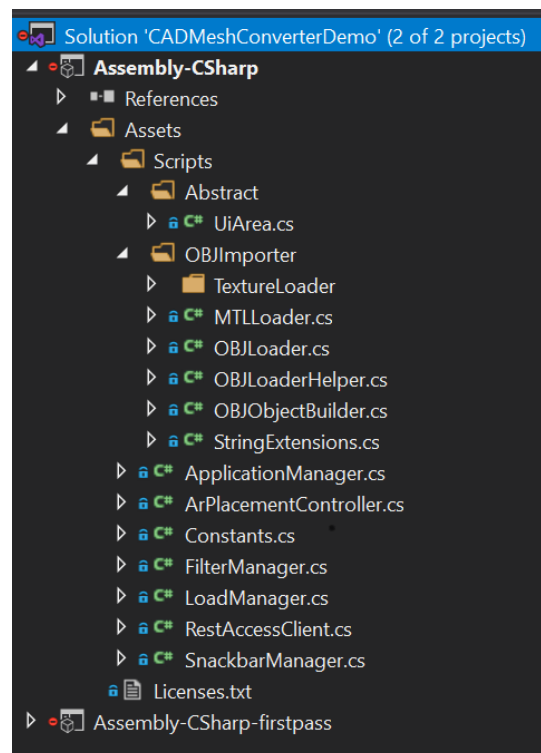 Solution 'CADMeshConverterDemo' (2 of 2 projects)
Assembly-CSharp
References
Assets
Scripts
Abstract
C# UiArea.cs
OBJImporter
TextureLoader
C# MTLLoader.cs
C# OBJLoader.cs
C# OBJLoaderHelper.cs
C# OBJObjectBuilder.cs
C# StringExtensions.cs
C# ApplicationManager.cs
C# ArPlacementController.cs
C# Constants.cs
C# FilterManager.cs
C# LoadManager.cs
C# RestAccessClient.cs
C# SnackbarManager.cs
Licenses.txt
Assembly-CSharp-firstpass